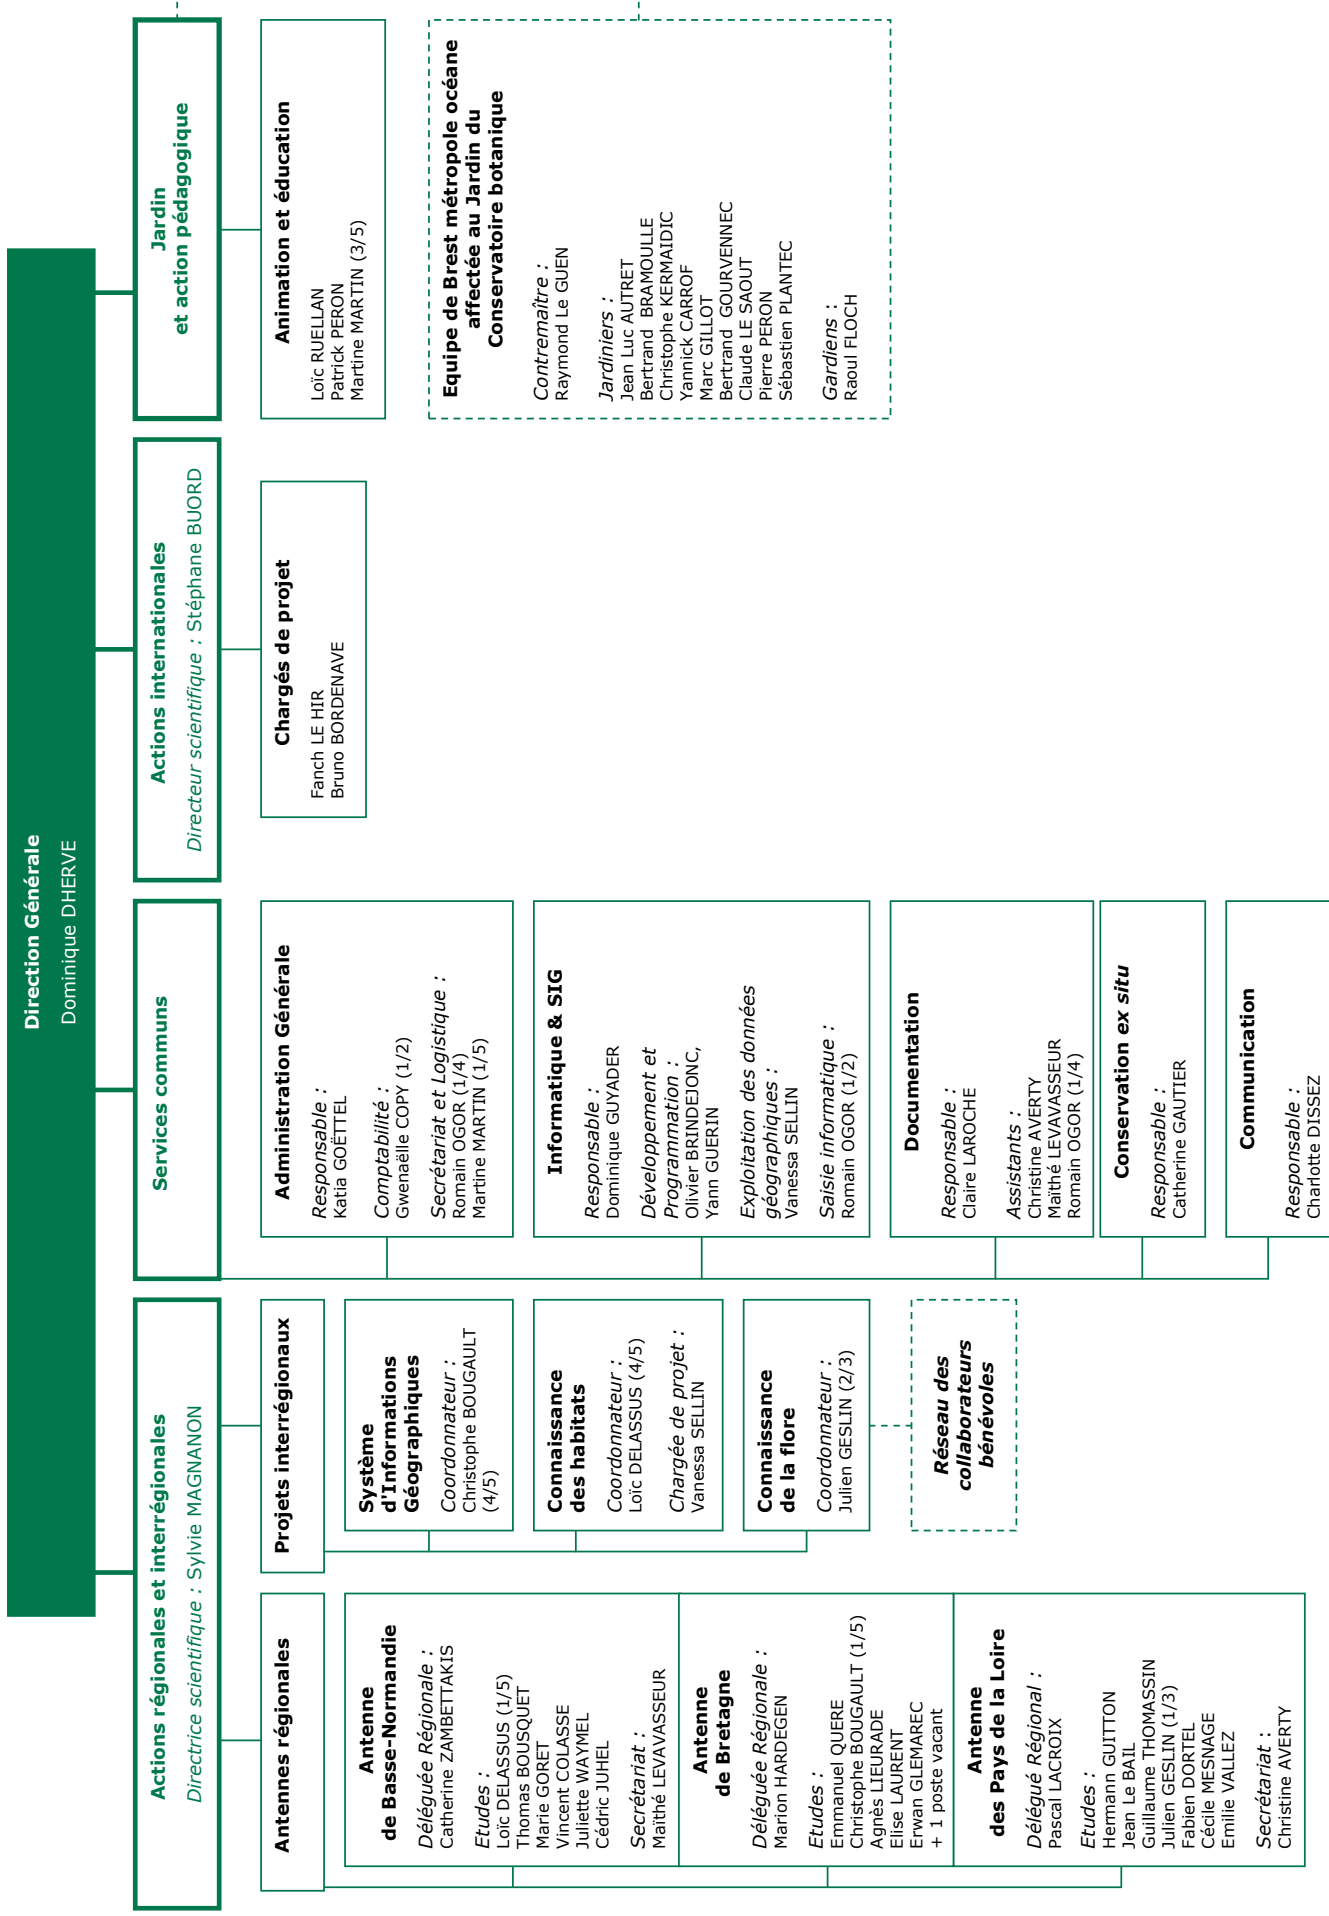 Direction Générale
Dominique DHERVE
Actions régionales et interrégionales
Directrice scientifique : Sylvie MAGNANON
Antennes régionales
Antenne
de Basse-Normandie
Déléguée Régionale :
Catherine ZAMBETTAKIS
Etudes :
Loïc DELASSUS (1/5)
Thomas BOUSQUET
Marie GORET
Vincent COLASSE
Juliette WAYMEL
Cédric JUHEL
Secrétariat :
Maïthé LEVAVASSEUR
Antenne
de Bretagne
Déléguée Régionale :
Marion HARDEGEN
Etudes :
Emmanuel QUERE
Christophe BOUGAULT (1/5)
Agnès LIEURADE
Elise LAURENT
Erwan GLEMAREC
+ 1 poste vacant
Antenne
des Pays de la Loire
Délégué Régional :
Pascal LACROIX
Etudes :
Hermann GUITTON
Jean Le BAIL
Guillaume THOMASSIN
Julien GESLIN (1/3)
Fabien DORTEL
Cécile MESNAGE
Emilie VALLEZ
Secrétariat :
Christine AVERTY
Projets interrégionaux
Système
d'Informations
Géographiques
Coordonnateur :
Christophe BOUGAULT
(4/5)
Connaissance
des habitats
Coordonnateur :
Loïc DELASSUS (4/5)
Chargée de projet :
Vanessa SELLIN
Connaissance
de la flore
Coordonnateur :
Julien GESLIN (2/3)
Réseau des
collaborateurs
bénévoles
Services communs
Administration Générale
Responsable :
Katia GOËTTEL
Comptabilité :
Gwenaëlle COPY (1/2)
Secrétariat et Logistique :
Romain OGOR (1/4)
Martine MARTIN (1/5)
Informatique & SIG
Responsable :
Dominique GUYADER
Développement et
Programmation :
Olivier BRINDEJONC,
Yann GUERIN
Exploitation des données
géographiques :
Vanessa SELLIN
Saisie informatique :
Romain OGOR (1/2)
Documentation
Responsable :
Claire LAROCHE
Assistants :
Christine AVERTY
Maïthé LEVAVASSEUR
Romain OGOR (1/4)
Conservation ex situ
Responsable :
Catherine GAUTIER
Communication
Responsable :
Charlotte DISSEZ
Actions internationales
Directeur scientifique : Stéphane BUORD
Chargés de projet
Fanch LE HIR
Bruno BORDENAVE
Jardin
et action pédagogique
Animation et éducation
Loïc RUELLAN
Patrick PERON
Martine MARTIN (3/5)
Equipe de Brest métropole océane
affectée au Jardin du
Conservatoire botanique
Contremaître :
Raymond Le GUEN
Jardiniers :
Jean Luc AUTRET
Bertrand BRAMOULLE
Christophe KERMAIDIC
Yannick CARROF
Marc GILLOT
Bertrand GOURVENNEC
Claude LE SAOUT
Pierre PERON
Sébastien PLANTEC
Gardiens :
Raoul FLOCH